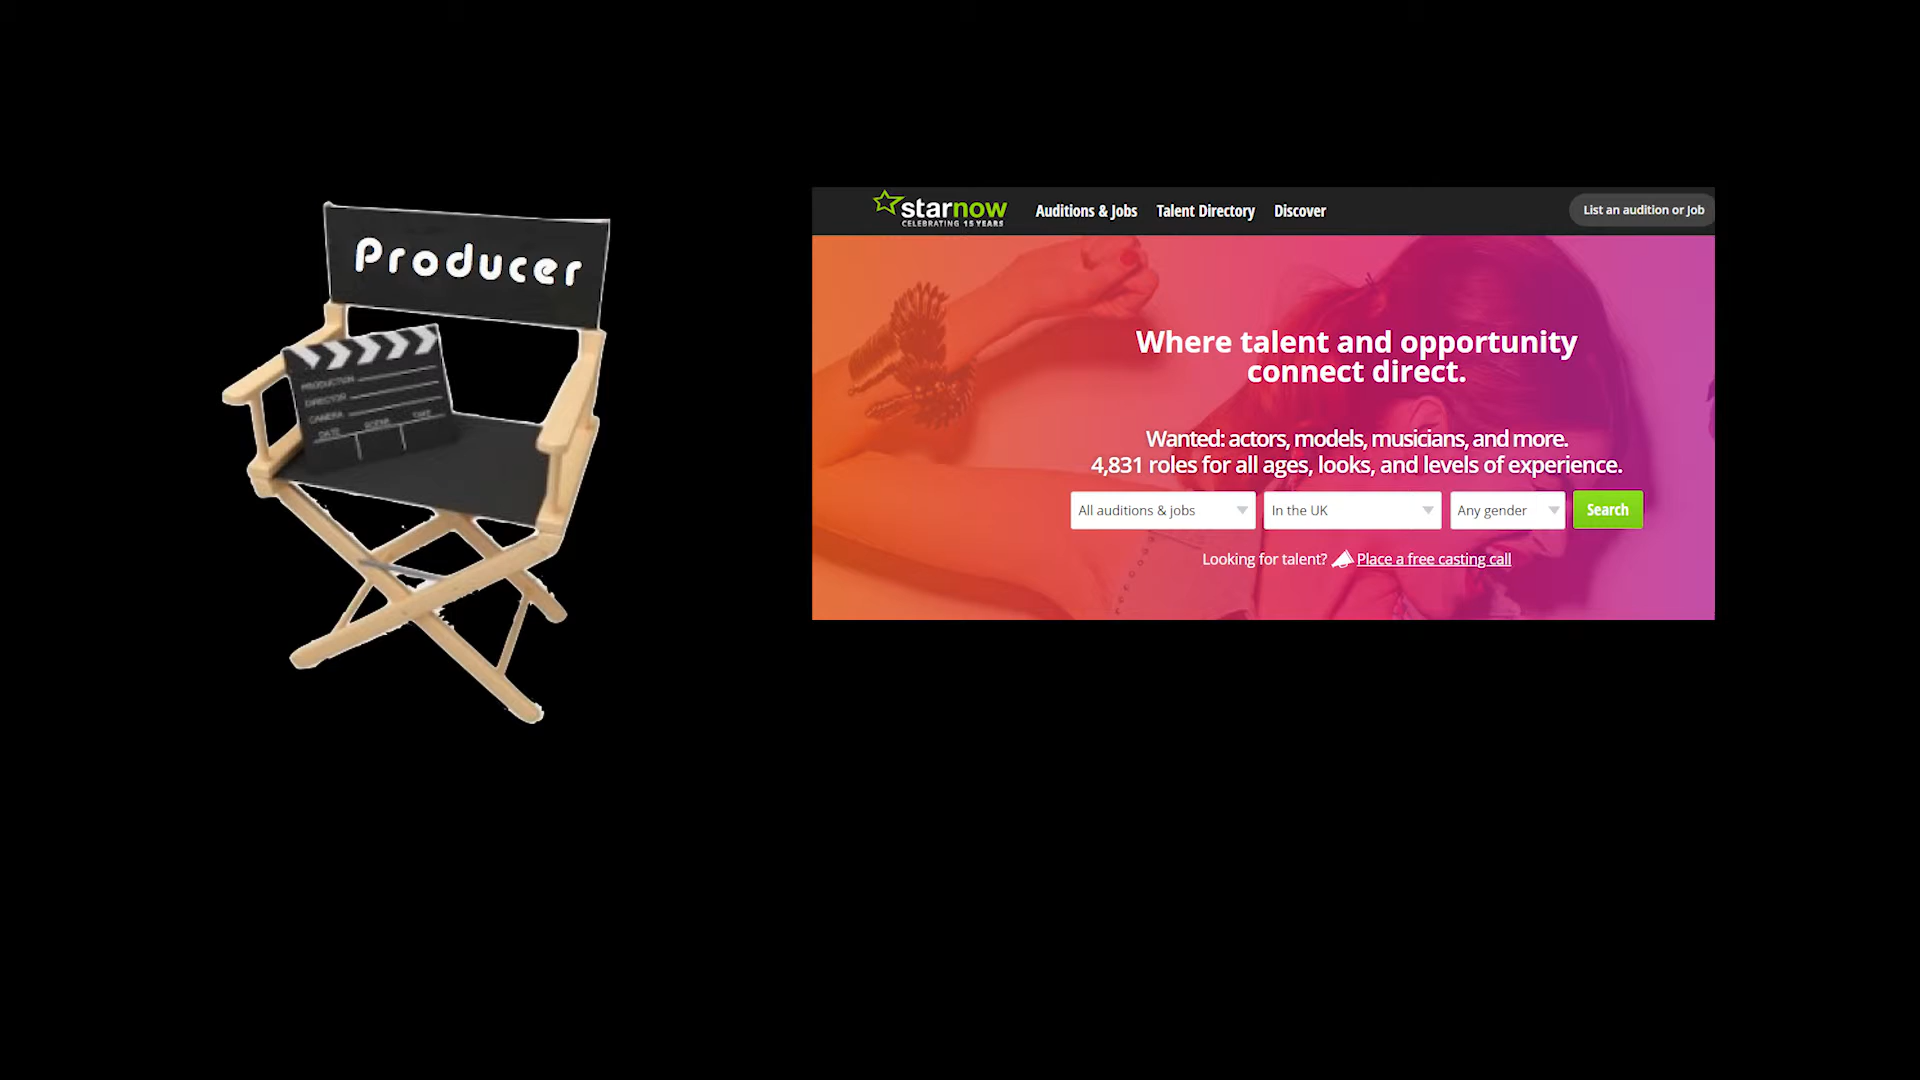 Producer
PRODUCTION
DIRECTOR
CAMERA
DATE SCENE TAKE
starnow
CELEBRATING 15 YEARS
Auditions & Jobs Talent Directory Discover
List an audition or Job
Where talent and opportunity
connect direct.
Wanted: actors, models, musicians, and more.
4,831 roles for all ages, looks, and levels of experience.
All auditions & jobs In the UK Any gender Search
Looking for talent? Place a free casting call